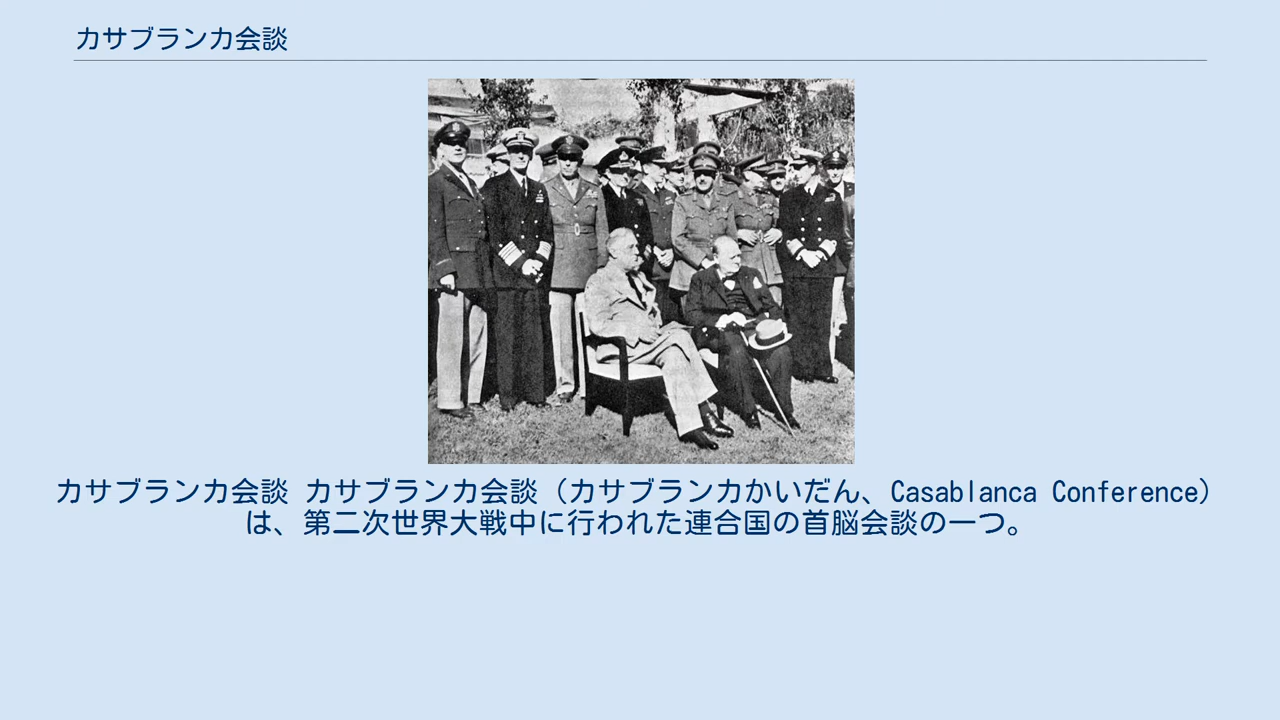 カサブランカ会談
カサブランカ会談 カサブランカ会談（カサブランカかいだん、Casablanca Conference）
は、第二次世界大戦中に行われた連合国の首脳会談の一つ。